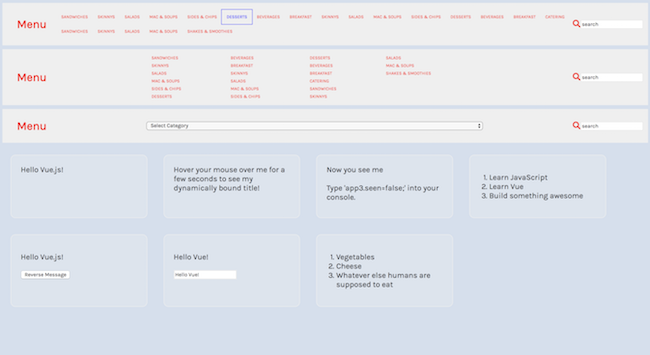 Menu
SANDWICHES SKINNYS SALADS MAC & SOUPS SIDES & CHIPS DESSERTS BEVERAGES BREAKFAST SKINNYS SALADS MAC & SOUPS SIDES & CHIPS DESSERTS BEVERAGES BREAKFAST CATERING
SANDWICHES SKINNYS SALADS MAC & SOUPS SIDES & CHIPS SHAKES & SMOOTHIES
search
Menu
SANDWICHES BEVERAGES DESSERTS SALADS
SKINNYS BREAKFAST BEVERAGES MAC & SOUPS
SALADS SKINNYS BREAKFAST SHAKES & SMOOTHIES
MAC & SOUPS SALADS CATERING
SIDES & CHIPS MAC & SOUPS SANDWICHES
DESSERTS SIDES & CHIPS SKINNYS
search
Menu
Select Category
search
Hello Vue.js!
Hover your mouse over me for a
few seconds to see my
dynamically bound title!
Now you see me
Type 'app3.seen=false;' into your
console.
1. Learn JavaScript
2. Learn Vue
3. Build something awesome
Hello Vue.js!
Reverse Message
Hello Vue!
Hello Vue!
1. Vegetables
2. Cheese
3. Whatever else humans are
supposed to eat